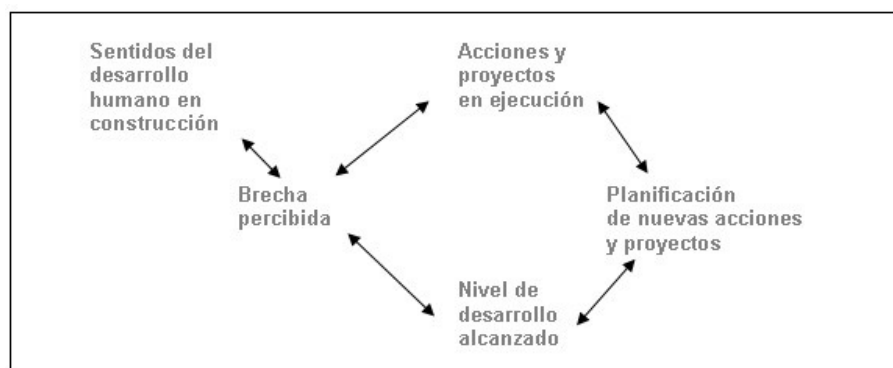 Sentidos del
desarrollo
humano en
construcción
Acciones y
proyectos
en ejecución
Brecha
percibida
Planificación
de nuevas acciones
y proyectos
Nivel de
desarrollo
alcanzado